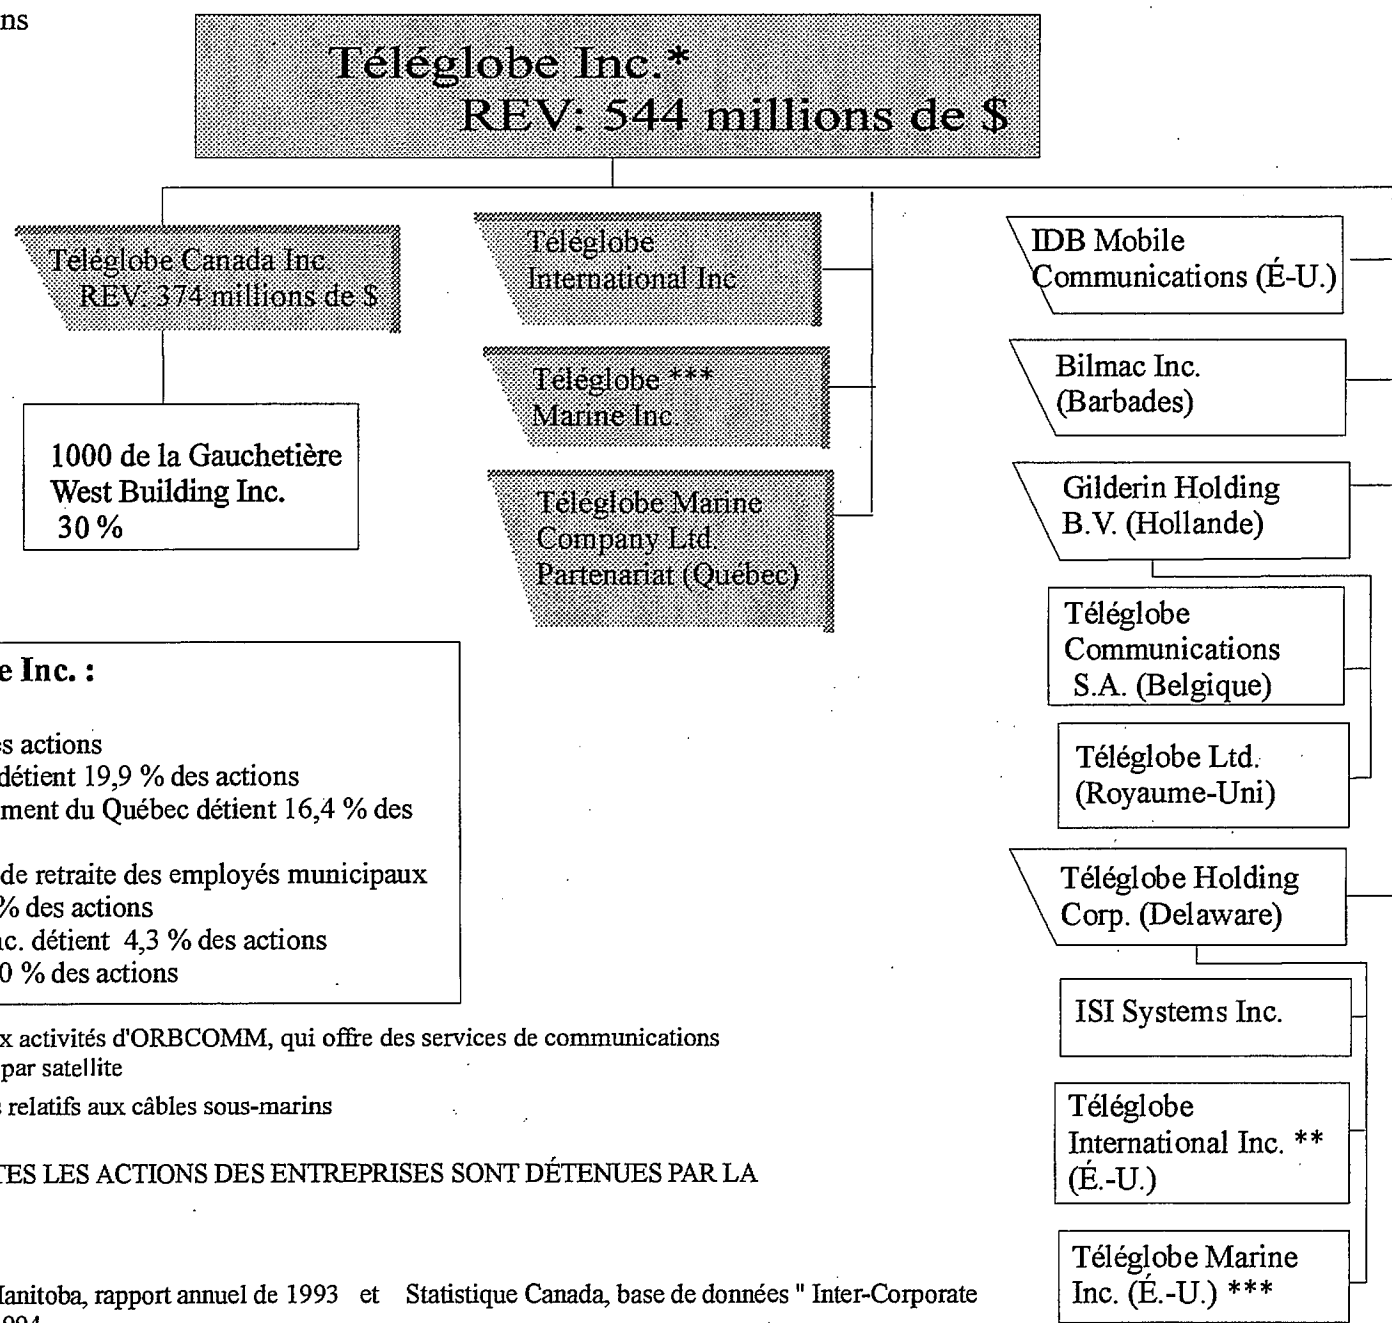 ns
Téléglobe Inc.*
REV: 544 millions de $
Téléglobe Canada Inc.
REV: 374 millions de $
1000 de la Gauchetière
West Building Inc.
30 %
Téléglobe
International Inc
Téléglobe ***
Marine Inc.
Téléglobe Marine
Company Ltd.
Partenariat (Québec)
IDB Mobile
Communications (É-U.)
Bilmac Inc.
(Barbades)
Gilderin Holding
B.V. (Hollande)
Téléglobe
Communications
S.A. (Belgique)
Téléglobe Ltd.
(Royaume-Uni)
Téléglobe Holding
Corp. (Delaware)
ISI Systems Inc.
Téléglobe
International Inc. **
(É.-U.)
Téléglobe Marine
Inc. (É.-U.) ***
e Inc. :
s actions
détient 19,9 % des actions
ment du Québec détient 16,4 % des
de retraite des employés municipaux
% des actions
c. détient 4,3 % des actions
0 % des actions
x activités d'ORBCOMM, qui offre des services de communications
par satellite
s relatifs aux câbles sous-marins
TES LES ACTIONS DES ENTREPRISES SONT DÉTENUES PAR LA
anitoba, rapport annuel de 1993 et Statistique Canada, base de données " Inter-Corporate